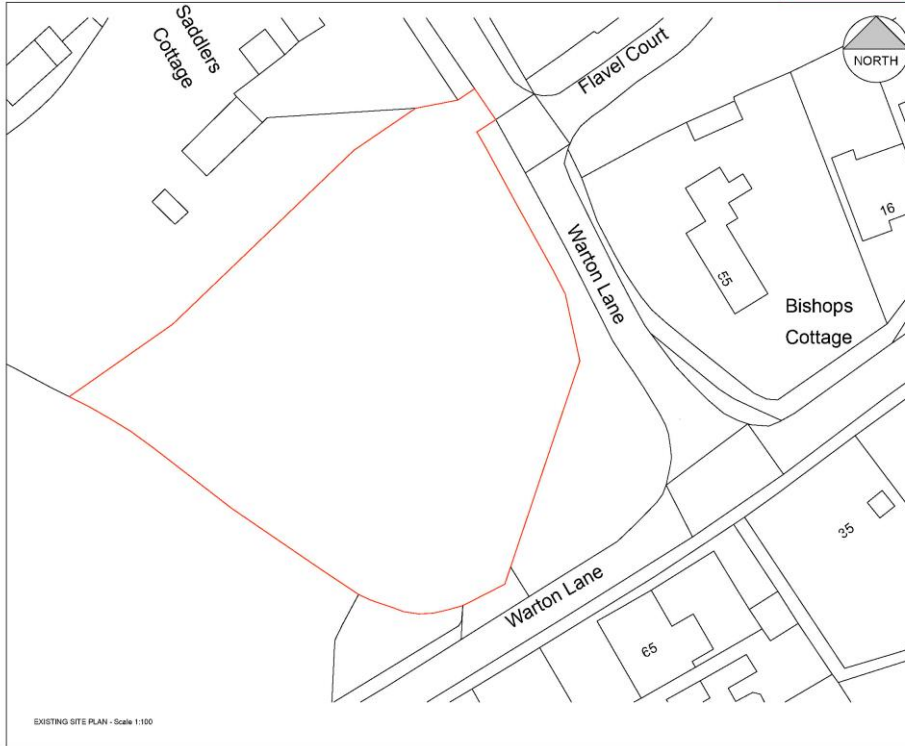 Saddlers
Cottage
Flavel Court
NORTH
Warton Lane
55
16
Bishops
Cottage
35
Warton Lane
65
EXISTING SITE PLAN - Scale 1:100